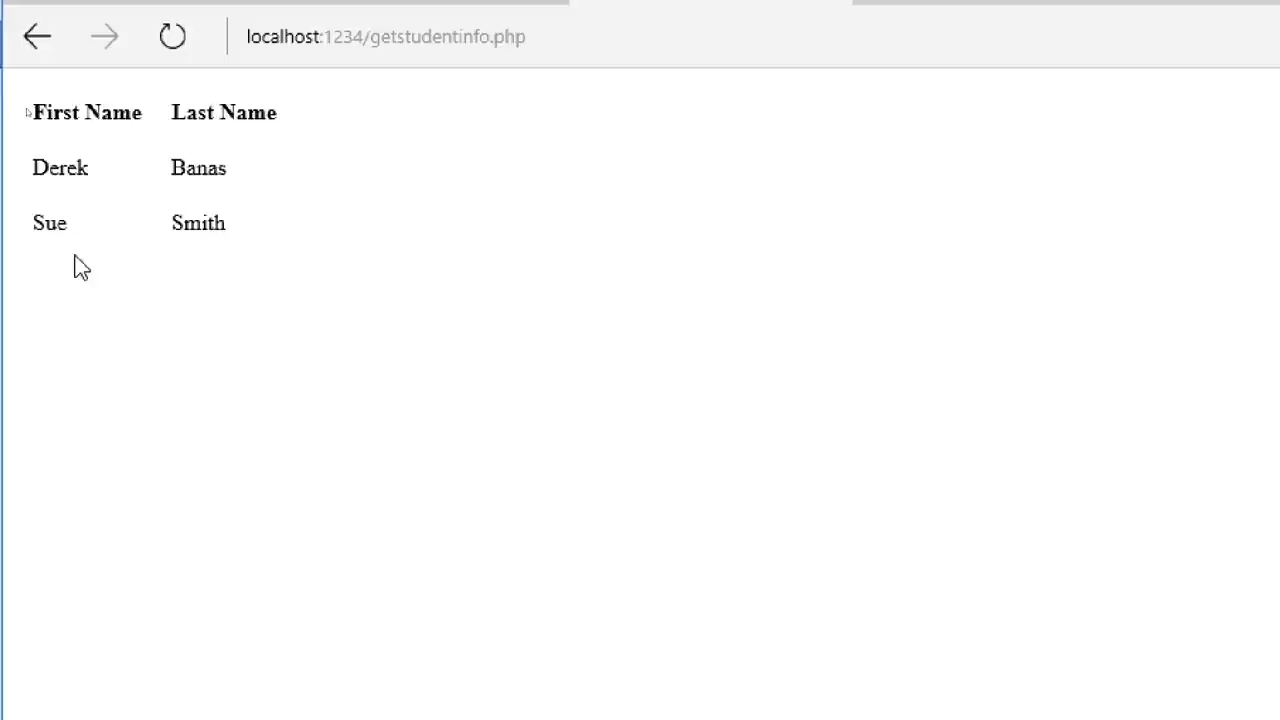 localhost:1234/getstudentinfo.php
First Name Last Name
Derek Banas
Sue Smith